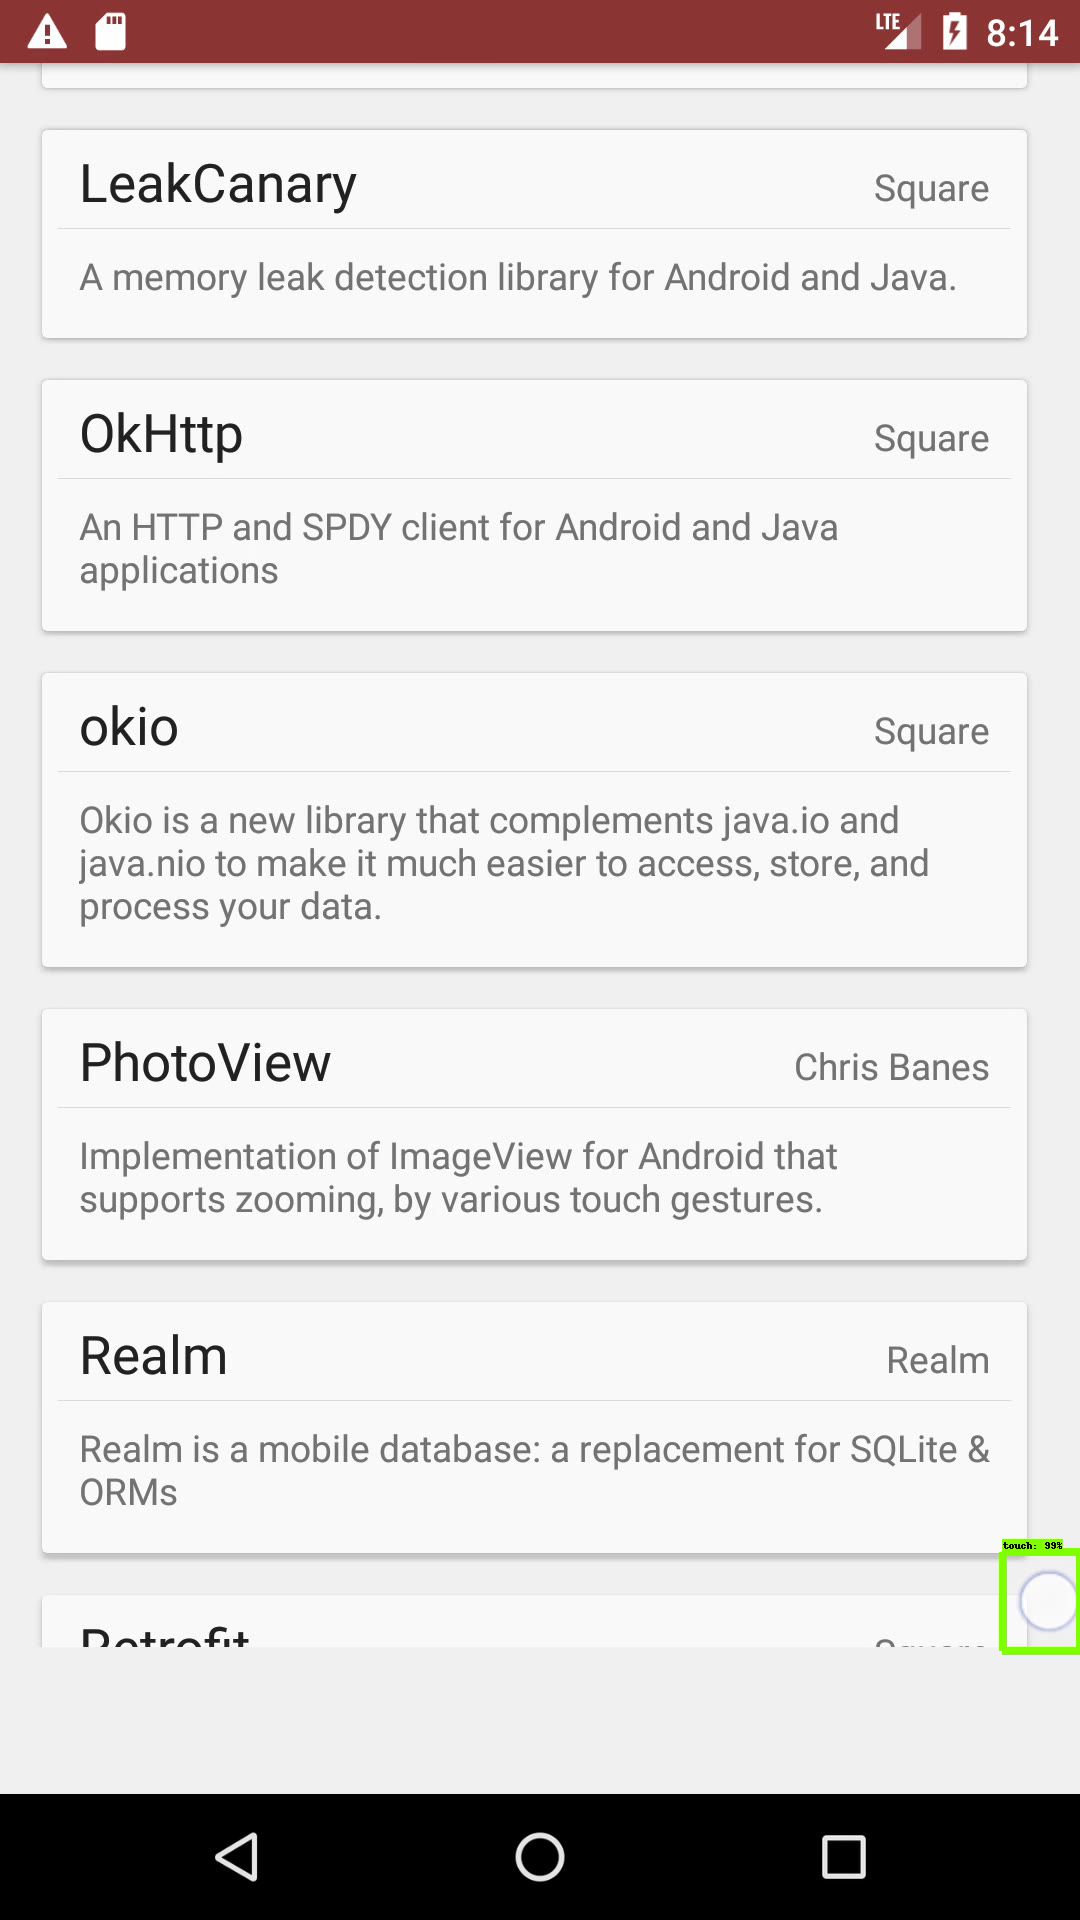 LTE 8:14
LeakCanary Square
A memory leak detection library for Android and Java.
OkHttp Square
An HTTP and SPDY client for Android and Java
applications
okio Square
Okio is a new library that complements java.io and
java.nio to make it much easier to access, store, and
process your data.
PhotoView Chris Banes
Implementation of ImageView for Android that
supports zooming, by various touch gestures.
Realm Realm
Realm is a mobile database: a replacement for SQLite &
ORMs
touch: 99%
Retrofit Square